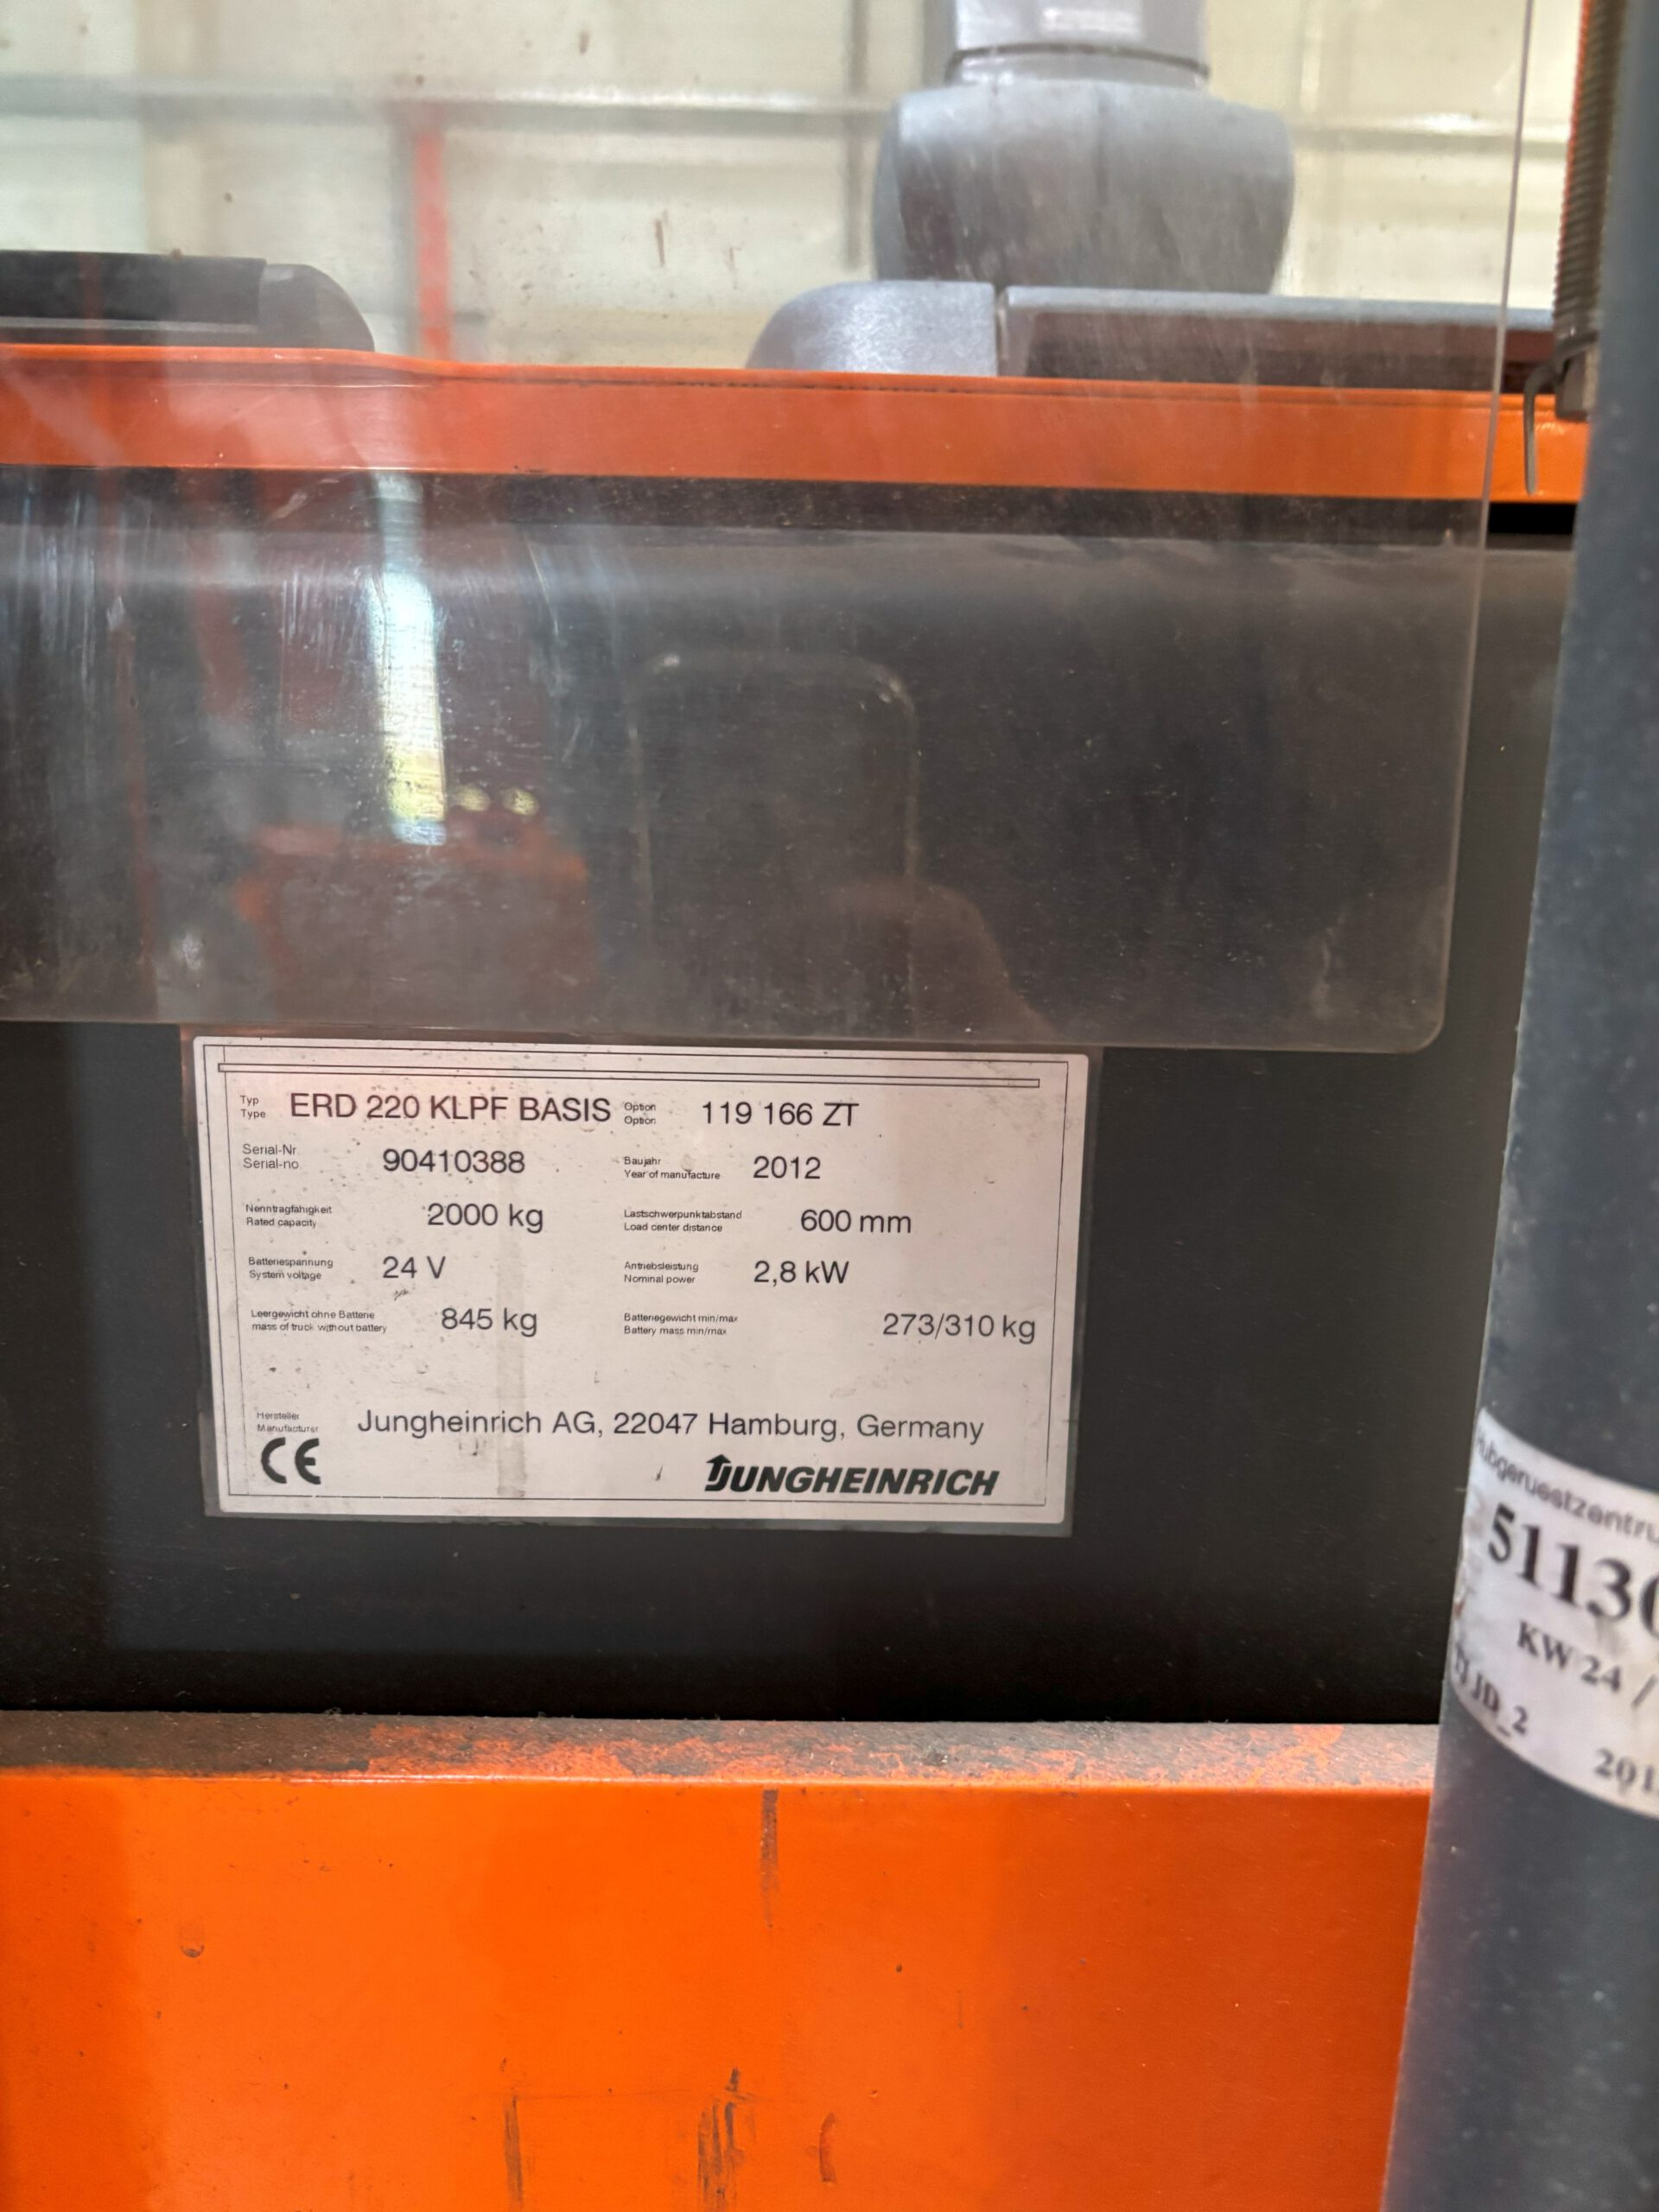 Typ
Type
ERD 220 KLPF BASIS
Option
Option
119 166 ZT
Serial-Nr
Serial-no
90410388
Baujahr
Year of manufacture
2012
Nenntragfähigkeit
Rated capacity
2000 kg
Lastschwerpunktabstand
Load center distance
600 mm
Batteriespannung
System voltage
24 V
Antriebsleistung
Nominal power
2,8 kW
Leergewicht ohne Batterie
mass of truck without battery
845 kg
Batteriegewicht min/max
Battery mass min/max
273/310 kg
Hersteller
Manufacturer
Jungheinrich AG, 22047 Hamburg, Germany
CE
JUNGHEINRICH
KW 24 /
JD_2